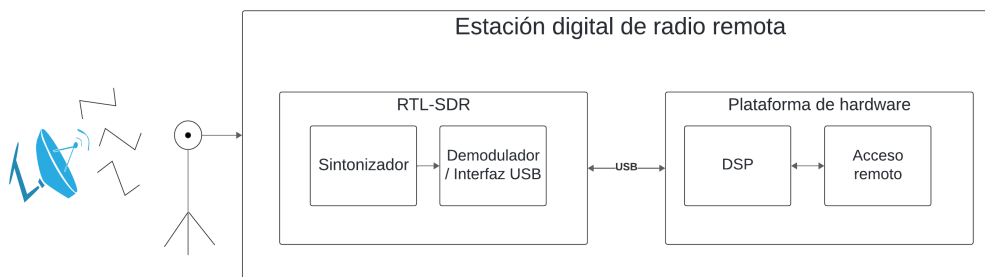 Estación digital de radio remota
RTL-SDR
Sintonizador
Demodulador
/ Interfaz USB
USB
Plataforma de hardware
DSP
Acceso
remoto